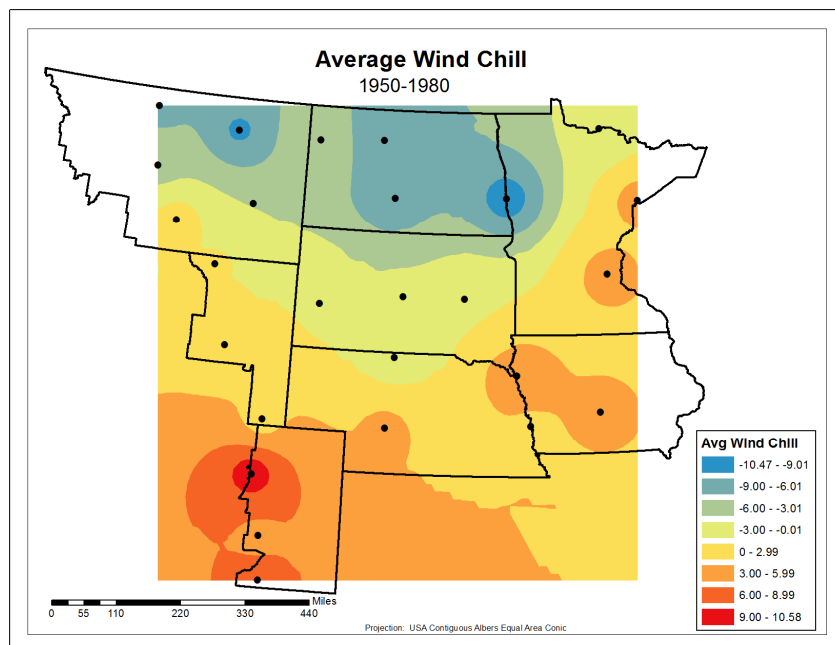 Average Wind Chill
1950-1980
Avg Wind Chill
-10.47 - -9.01
-9.00 - -6.01
-6.00 - -3.01
-3.00 - -0.01
0 - 2.99
3.00 - 5.99
6.00 - 8.99
9.00 - 10.58
Miles
0 55 110 220 330 440
Projection: USA Contiguous Albers Equal Area Conic